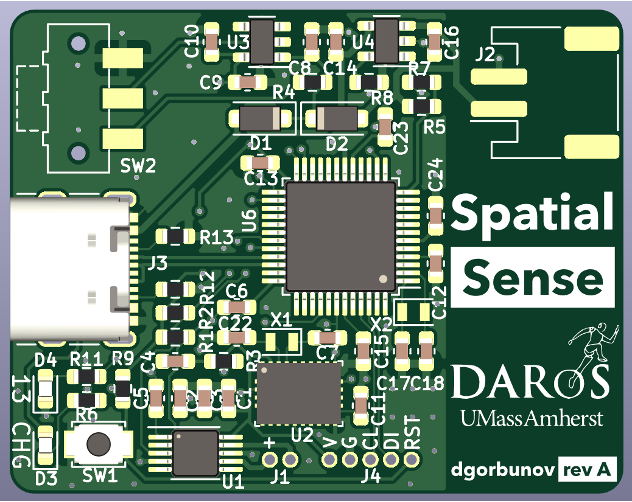 C10
U3
C8
C14
U4
C16
J2
C9
R4
R8
R7
R5
D1
D2
C23
SW2
C13
C24
U6
Spatial
Sense
R13
J3
R12
R2
R1
C6
C22
X1
C7
X2
C12
C4
R3
C15
C17
C18
D4
R11
R9
13
R6
C5
C2
C3
C1
U2
C11
DAROS
UMassAmherst
CHG
D3
SW1
U1
+
-
J1
V
G
CL
DI
RST
J4
dgorbunov rev A